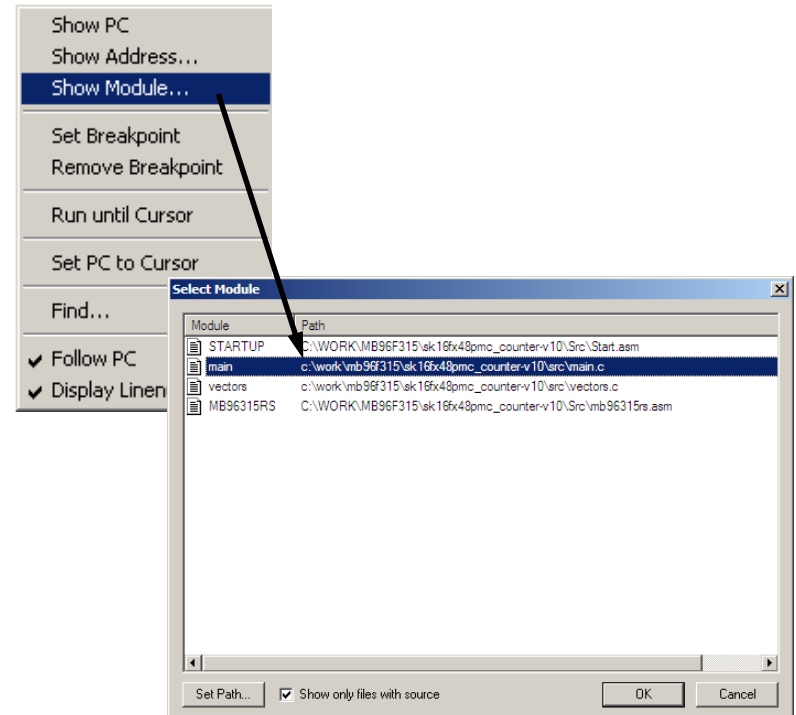 Show PC
Show Address...
Show Module...
Set Breakpoint
Remove Breakpoint
Run until Cursor
Set PC to Cursor
Find...
Follow PC
Display Linen
Select Module
Module Path
STARTUP C:\WORK\MB96F315\sk16fx48pmc_counter-v10\Src\Start.asm
main c:\work\mb96f315\sk16fx48pmc_counter-v10\src\main.c
vectors c:\work\mb96f315\sk16fx48pmc_counter-v10\src\vectors.c
MB96315RS C:\WORK\MB96F315\sk16fx48pmc_counter-v10\Src\mb96315rs.asm
Set Path... Show only files with source OK Cancel